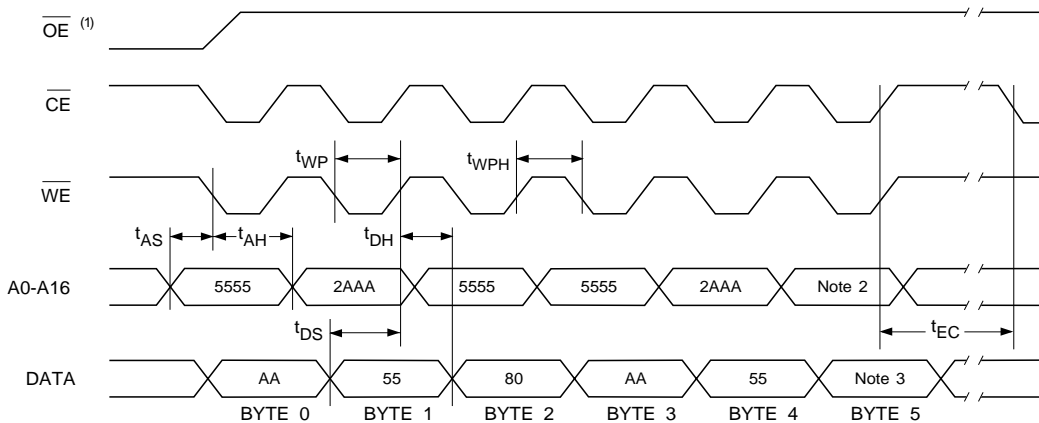 OE (1)
CE
tWP
tWPH
WE
tAS
tAH
tDH
A0-A16
5555
2AAA
5555
5555
2AAA
Note 2
tDS
tEC
DATA
AA
55
80
AA
55
Note 3
BYTE 0
BYTE 1
BYTE 2
BYTE 3
BYTE 4
BYTE 5